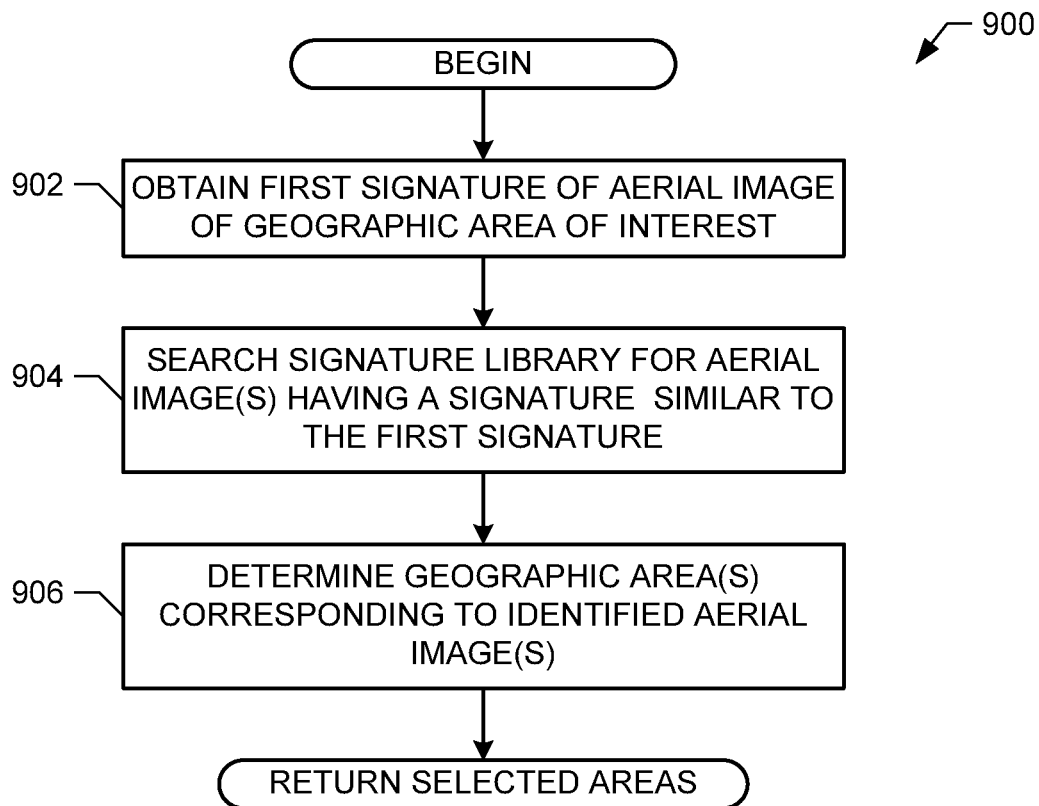 900
BEGIN
902
OBTAIN FIRST SIGNATURE OF AERIAL IMAGE
OF GEOGRAPHIC AREA OF INTEREST
904
SEARCH SIGNATURE LIBRARY FOR AERIAL
IMAGE(S) HAVING A SIGNATURE SIMILAR TO
THE FIRST SIGNATURE
906
DETERMINE GEOGRAPHIC AREA(S)
CORRESPONDING TO IDENTIFIED AERIAL
IMAGE(S)
RETURN SELECTED AREAS